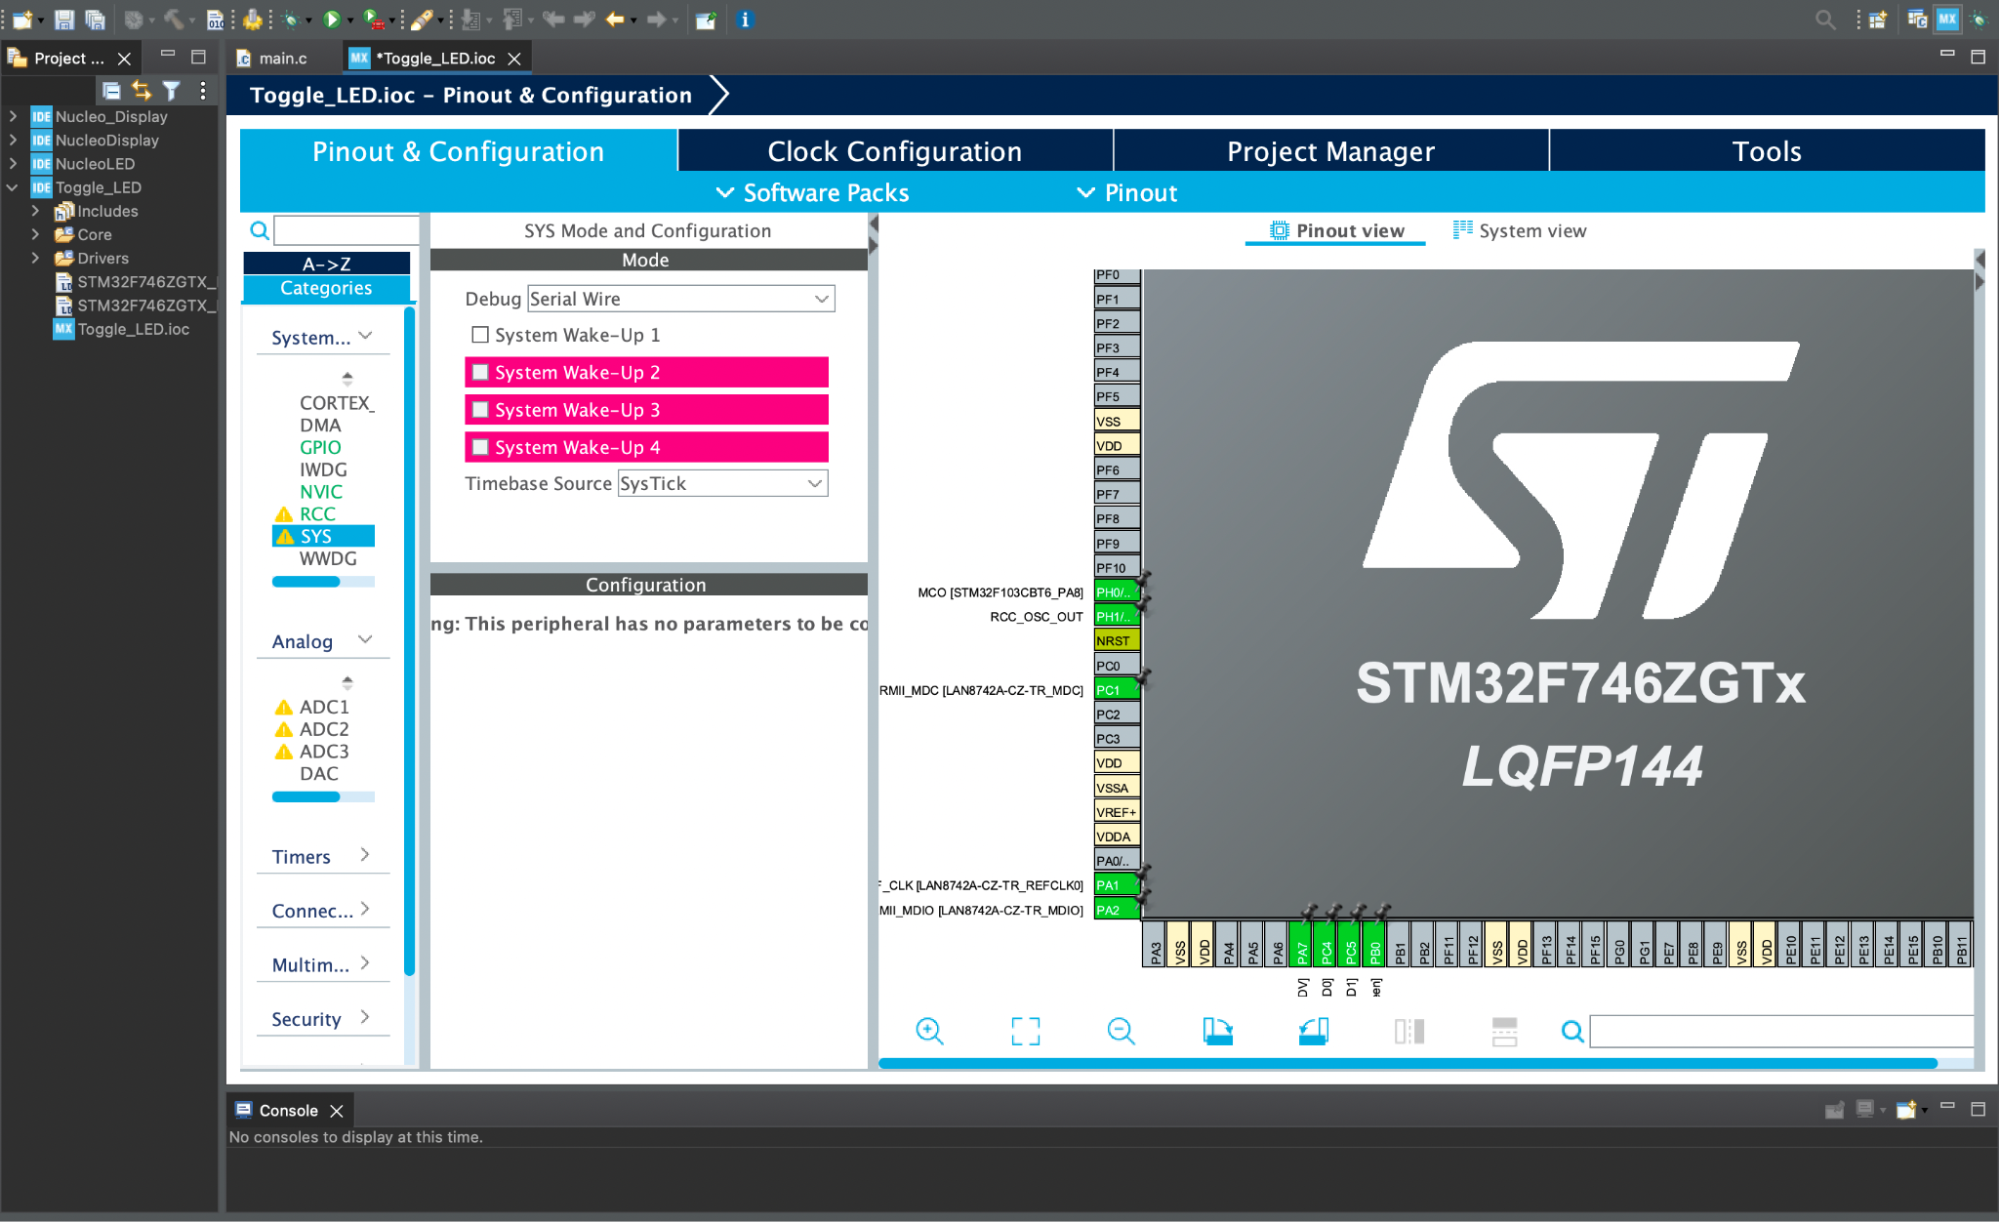 Project ...
main.c
*Toggle_LED.ioc
Toggle_LED.ioc – Pinout & Configuration
Nucleo_Display
NucleoDisplay
NucleoLED
Toggle_LED
Includes
Core
Drivers
STM32F746ZGTX_
STM32F746ZGTX_
Toggle_LED.ioc
Pinout & Configuration
Clock Configuration
Project Manager
Tools
Software Packs
Pinout
A->Z
Categories
System...
CORTEX_
DMA
GPIO
IWDG
NVIC
RCC
SYS
WWDG
Analog
ADC1
ADC2
ADC3
DAC
Timers
Connec...
Multim...
Security
SYS Mode and Configuration
Mode
Debug Serial Wire
System Wake-Up 1
System Wake-Up 2
System Wake-Up 3
System Wake-Up 4
Timebase Source SysTick
Configuration
ng: This peripheral has no parameters to be co
Pinout view
System view
PF0
PF1
PF2
PF3
PF4
PF5
VSS
VDD
PF6
PF7
PF8
PF9
PF10
MCO [STM32F103CBT6_PA8] PH0/..
RCC_OSC_OUT PH1/..
NRST
PC0
RMII_MDC [LAN8742A-CZ-TR_MDC] PC1
PC2
PC3
VDD
VSSA
VREF+
VDDA
PA0/..
F_CLK [LAN8742A-CZ-TR_REFCLK0] PA1
MII_MDIO [LAN8742A-CZ-TR_MDIO] PA2
ST
STM32F746ZGTx
LQFP144
PA3 VSS VDD PA4 PA5 PA6 PA7 PC4 PC5 PB0 PB1 PB2 PF11 PF12 VSS VDD PF13 PF14 PF15 PG0 PG1 PE7 PE8 PE9 VSS VDD PE10 PE11 PE12 PE13 PE14 PE15 PB10 PB11
DV] D0] D1] en]
Console
No consoles to display at this time.